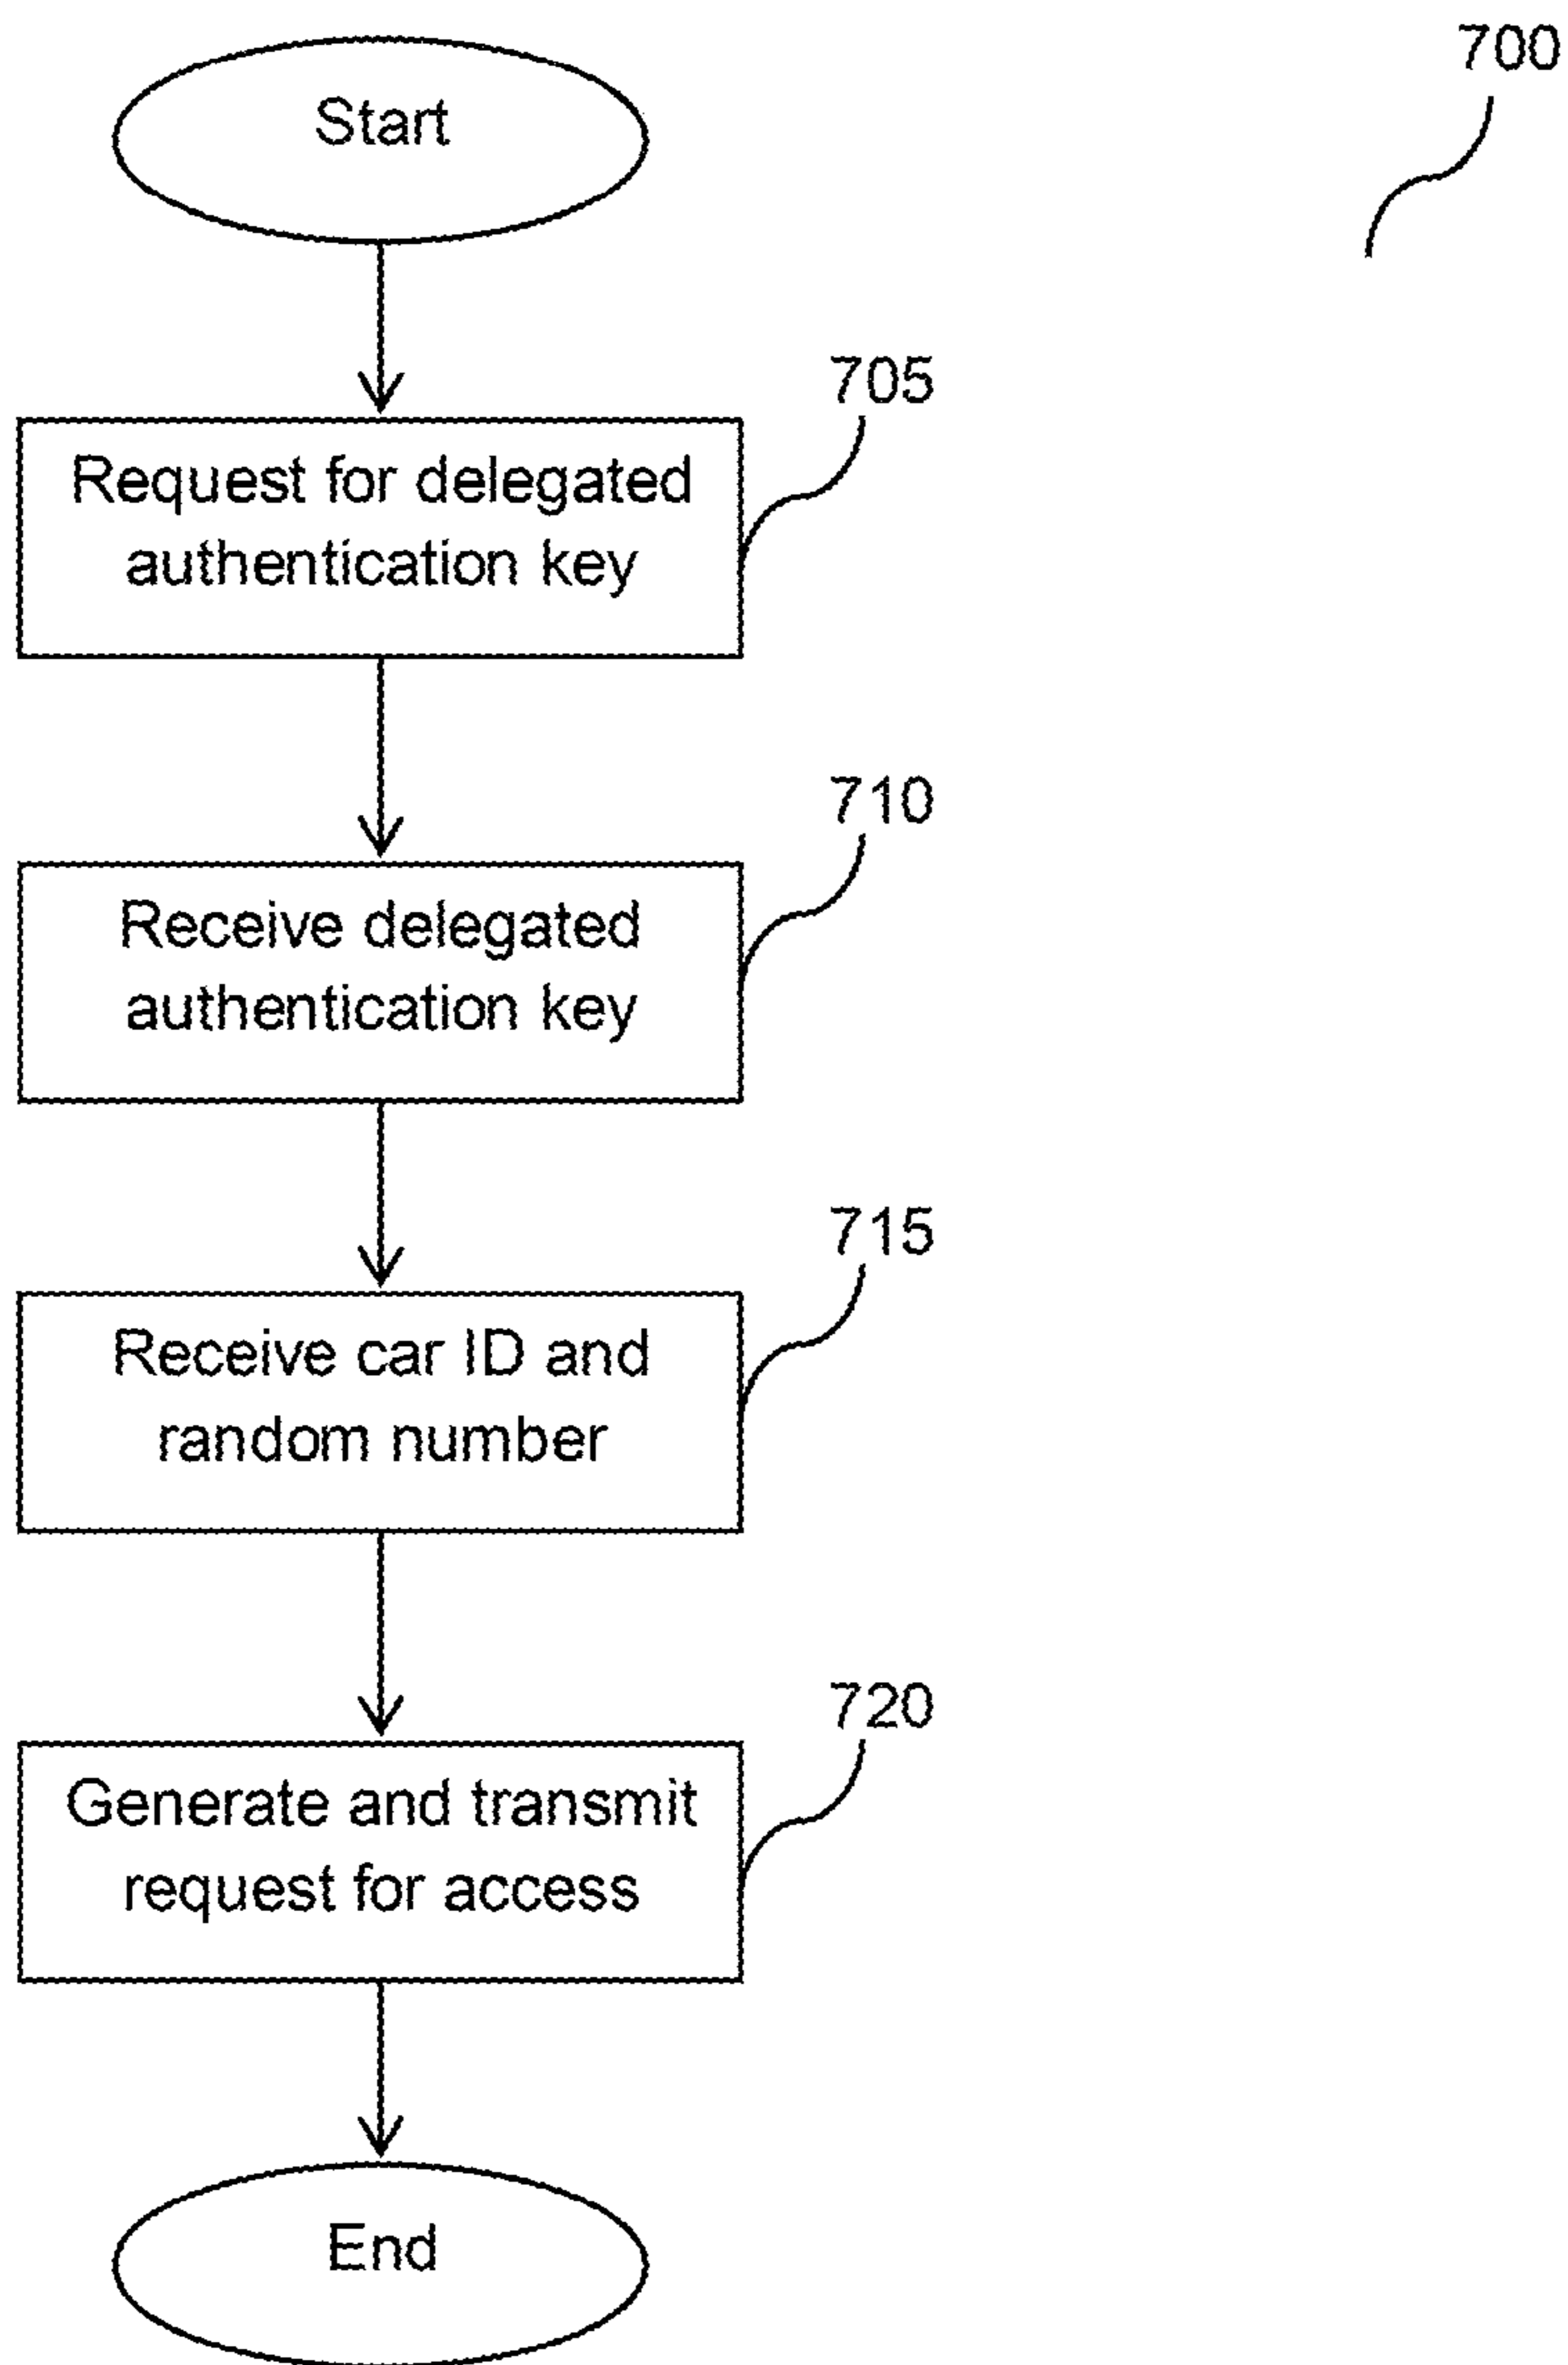 700
Start
705
Request for delegated
authentication key
710
Receive delegated
authentication key
715
Receive car ID and
random number
720
Generate and transmit
request for access
End